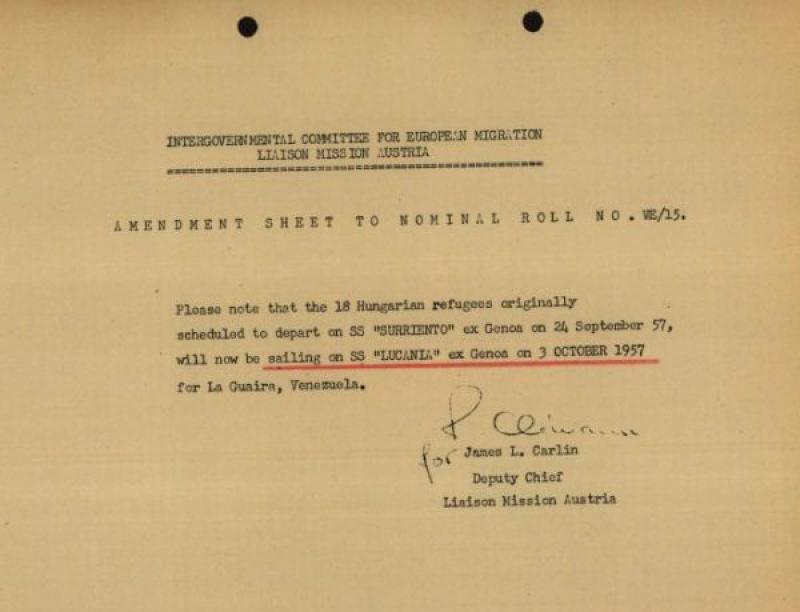 INTERGOVERNMENTAL COMMITTEE FOR EUROPEAN MIGRATION
LIAISON MISSION AUSTRIA
AMENDMENT SHEET TO NOMINAL ROLL NO. VE/15.
Please note that the 18 Hungarian refugees originally
scheduled to depart on SS "SURRIENTO" ex Genoa on 24 September 57,
will now be sailing on SS "LUCANIA" ex Genoa on 3 OCTOBER 1957
for La Guaira, Venezuela.
for James L. Carlin
Deputy Chief
Liaison Mission Austria